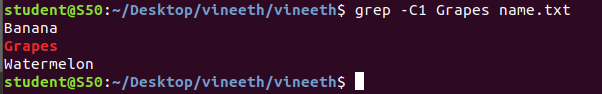 student@S50:~/Desktop/vineeth/vineeth$ grep -C1 Grapes name.txt
Banana
Grapes
Watermelon
student@S50:~/Desktop/vineeth/vineeth$